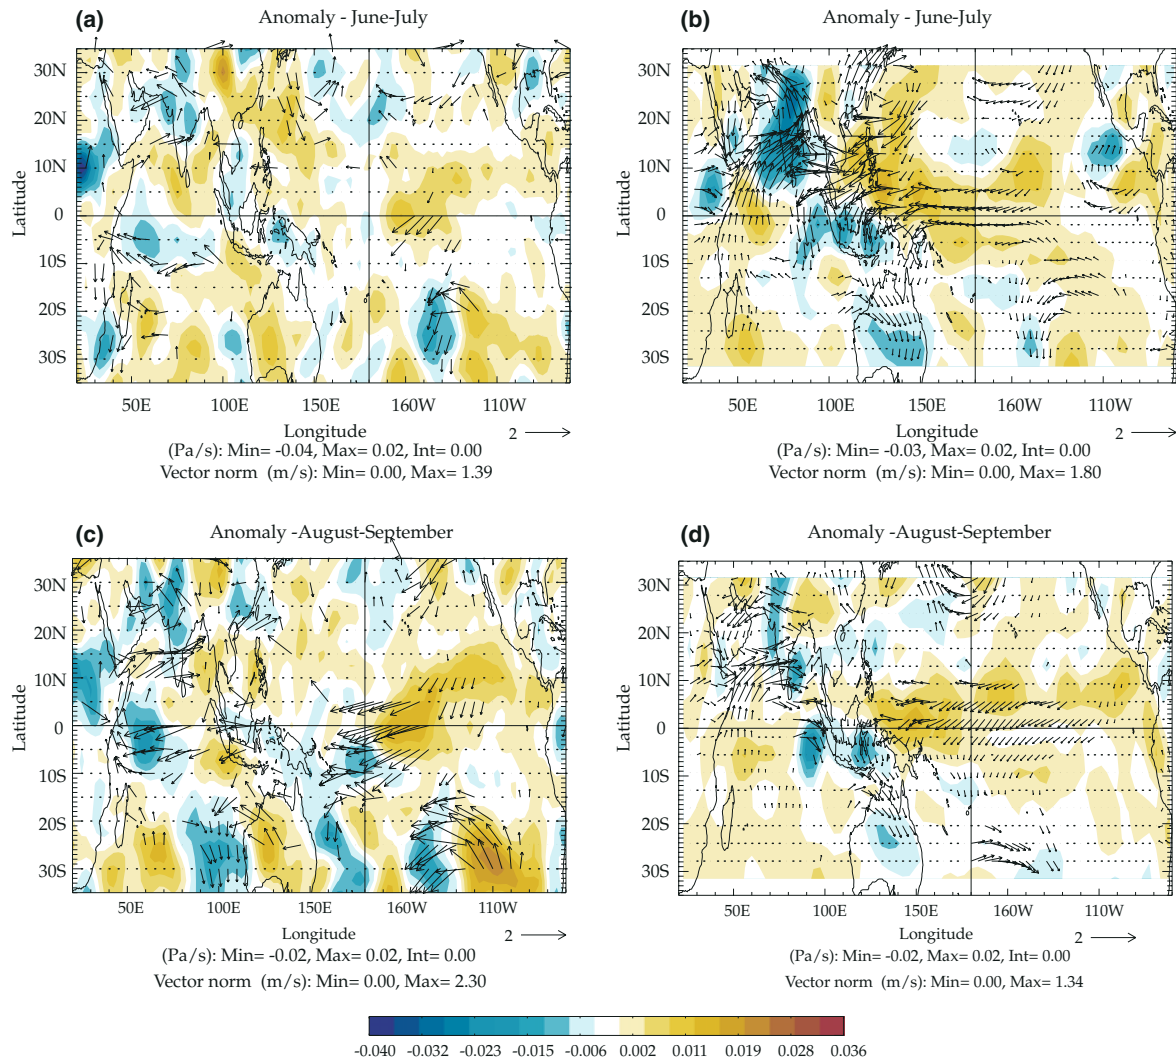 (a) Anomaly - June-July
(b) Anomaly - June-July
30N
20N
10N
0
10S
20S
30S
Latitude
50E 100E 150E 160W 110W
Longitude
2
(Pa/s): Min= -0.04, Max= 0.02, Int= 0.00
Vector norm (m/s): Min= 0.00, Max= 1.39
30N
20N
10N
0
10S
20S
30S
Latitude
50E 100E 150E 160W 110W
Longitude
2
(Pa/s): Min= -0.03, Max= 0.02, Int= 0.00
Vector norm (m/s): Min= 0.00, Max= 1.80
(c) Anomaly -August-September
(d) Anomaly -August-September
30N
20N
10N
0
10S
20S
30S
Latitude
50E 100E 150E 160W 110W
Longitude
2
(Pa/s): Min= -0.02, Max= 0.02, Int= 0.00
Vector norm (m/s): Min= 0.00, Max= 2.30
30N
20N
10N
0
10S
20S
30S
Latitude
50E 100E 150E 160W 110W
Longitude
2
(Pa/s): Min= -0.02, Max= 0.02, Int= 0.00
Vector norm (m/s): Min= 0.00, Max= 1.34
-0.040 -0.032 -0.023 -0.015 -0.006 0.002 0.011 0.019 0.028 0.036